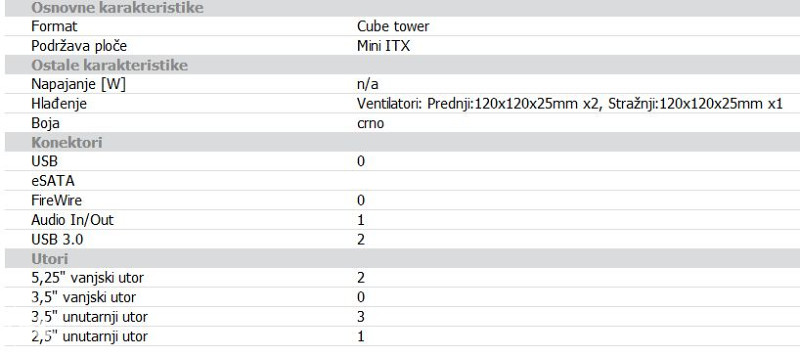 Osnovne karakteristike
Format Cube tower
Podržava ploče Mini ITX
Ostale karakteristike
Napajanje [W] n/a
Hlađenje Ventilatori: Prednji:120x120x25mm x2, Stražnji:120x120x25mm x1
Boja crno
Konektori
USB 0
eSATA
FireWire 0
Audio In/Out 1
USB 3.0 2
Utori
5,25" vanjski utor 2
3,5" vanjski utor 0
3,5" unutarnji utor 3
2,5" unutarnji utor 1